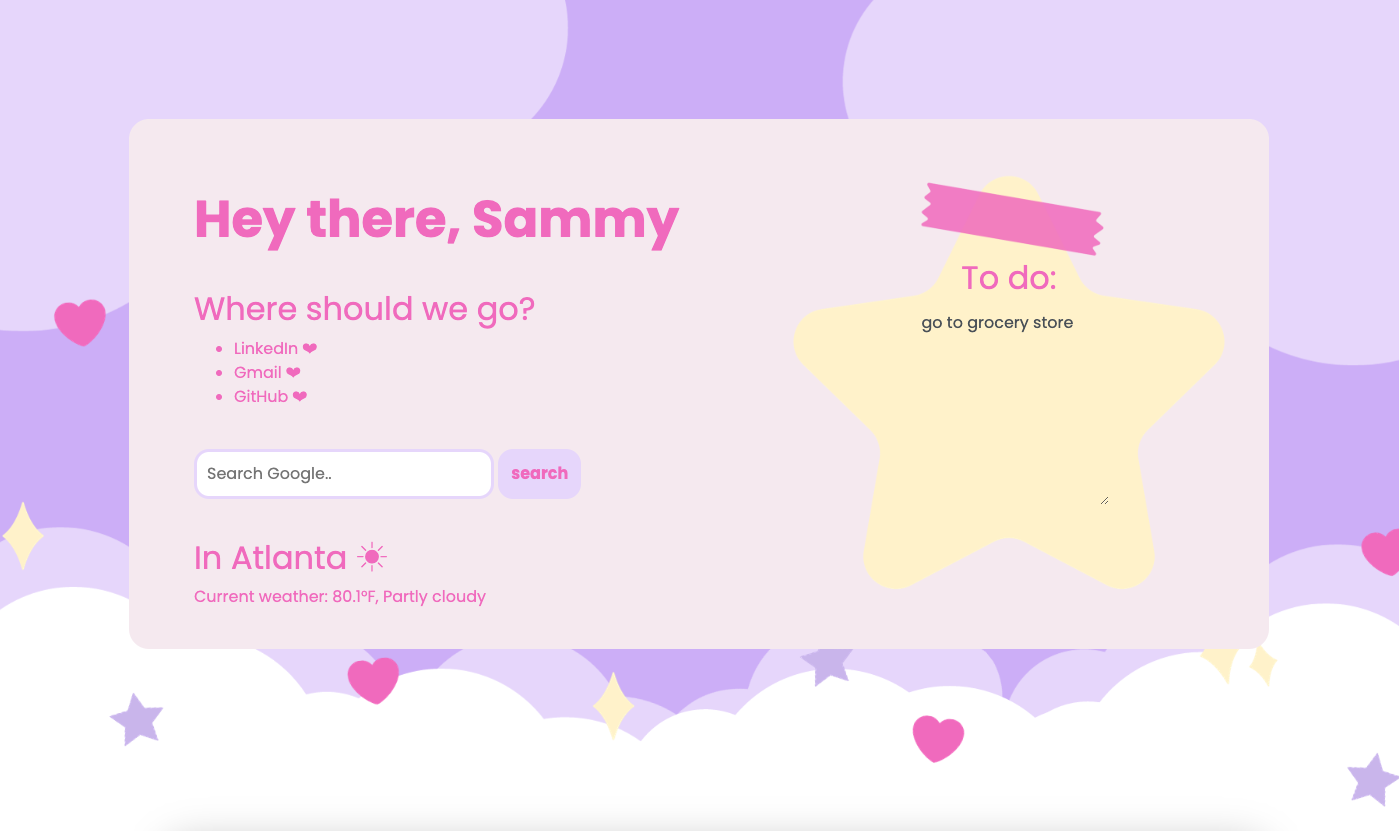 Hey there, Sammy
Where should we go?
LinkedIn ❤
Gmail ❤
GitHub ❤
Search Google..
search
In Atlanta ☀
Current weather: 80.1°F, Partly cloudy
To do:
go to grocery store